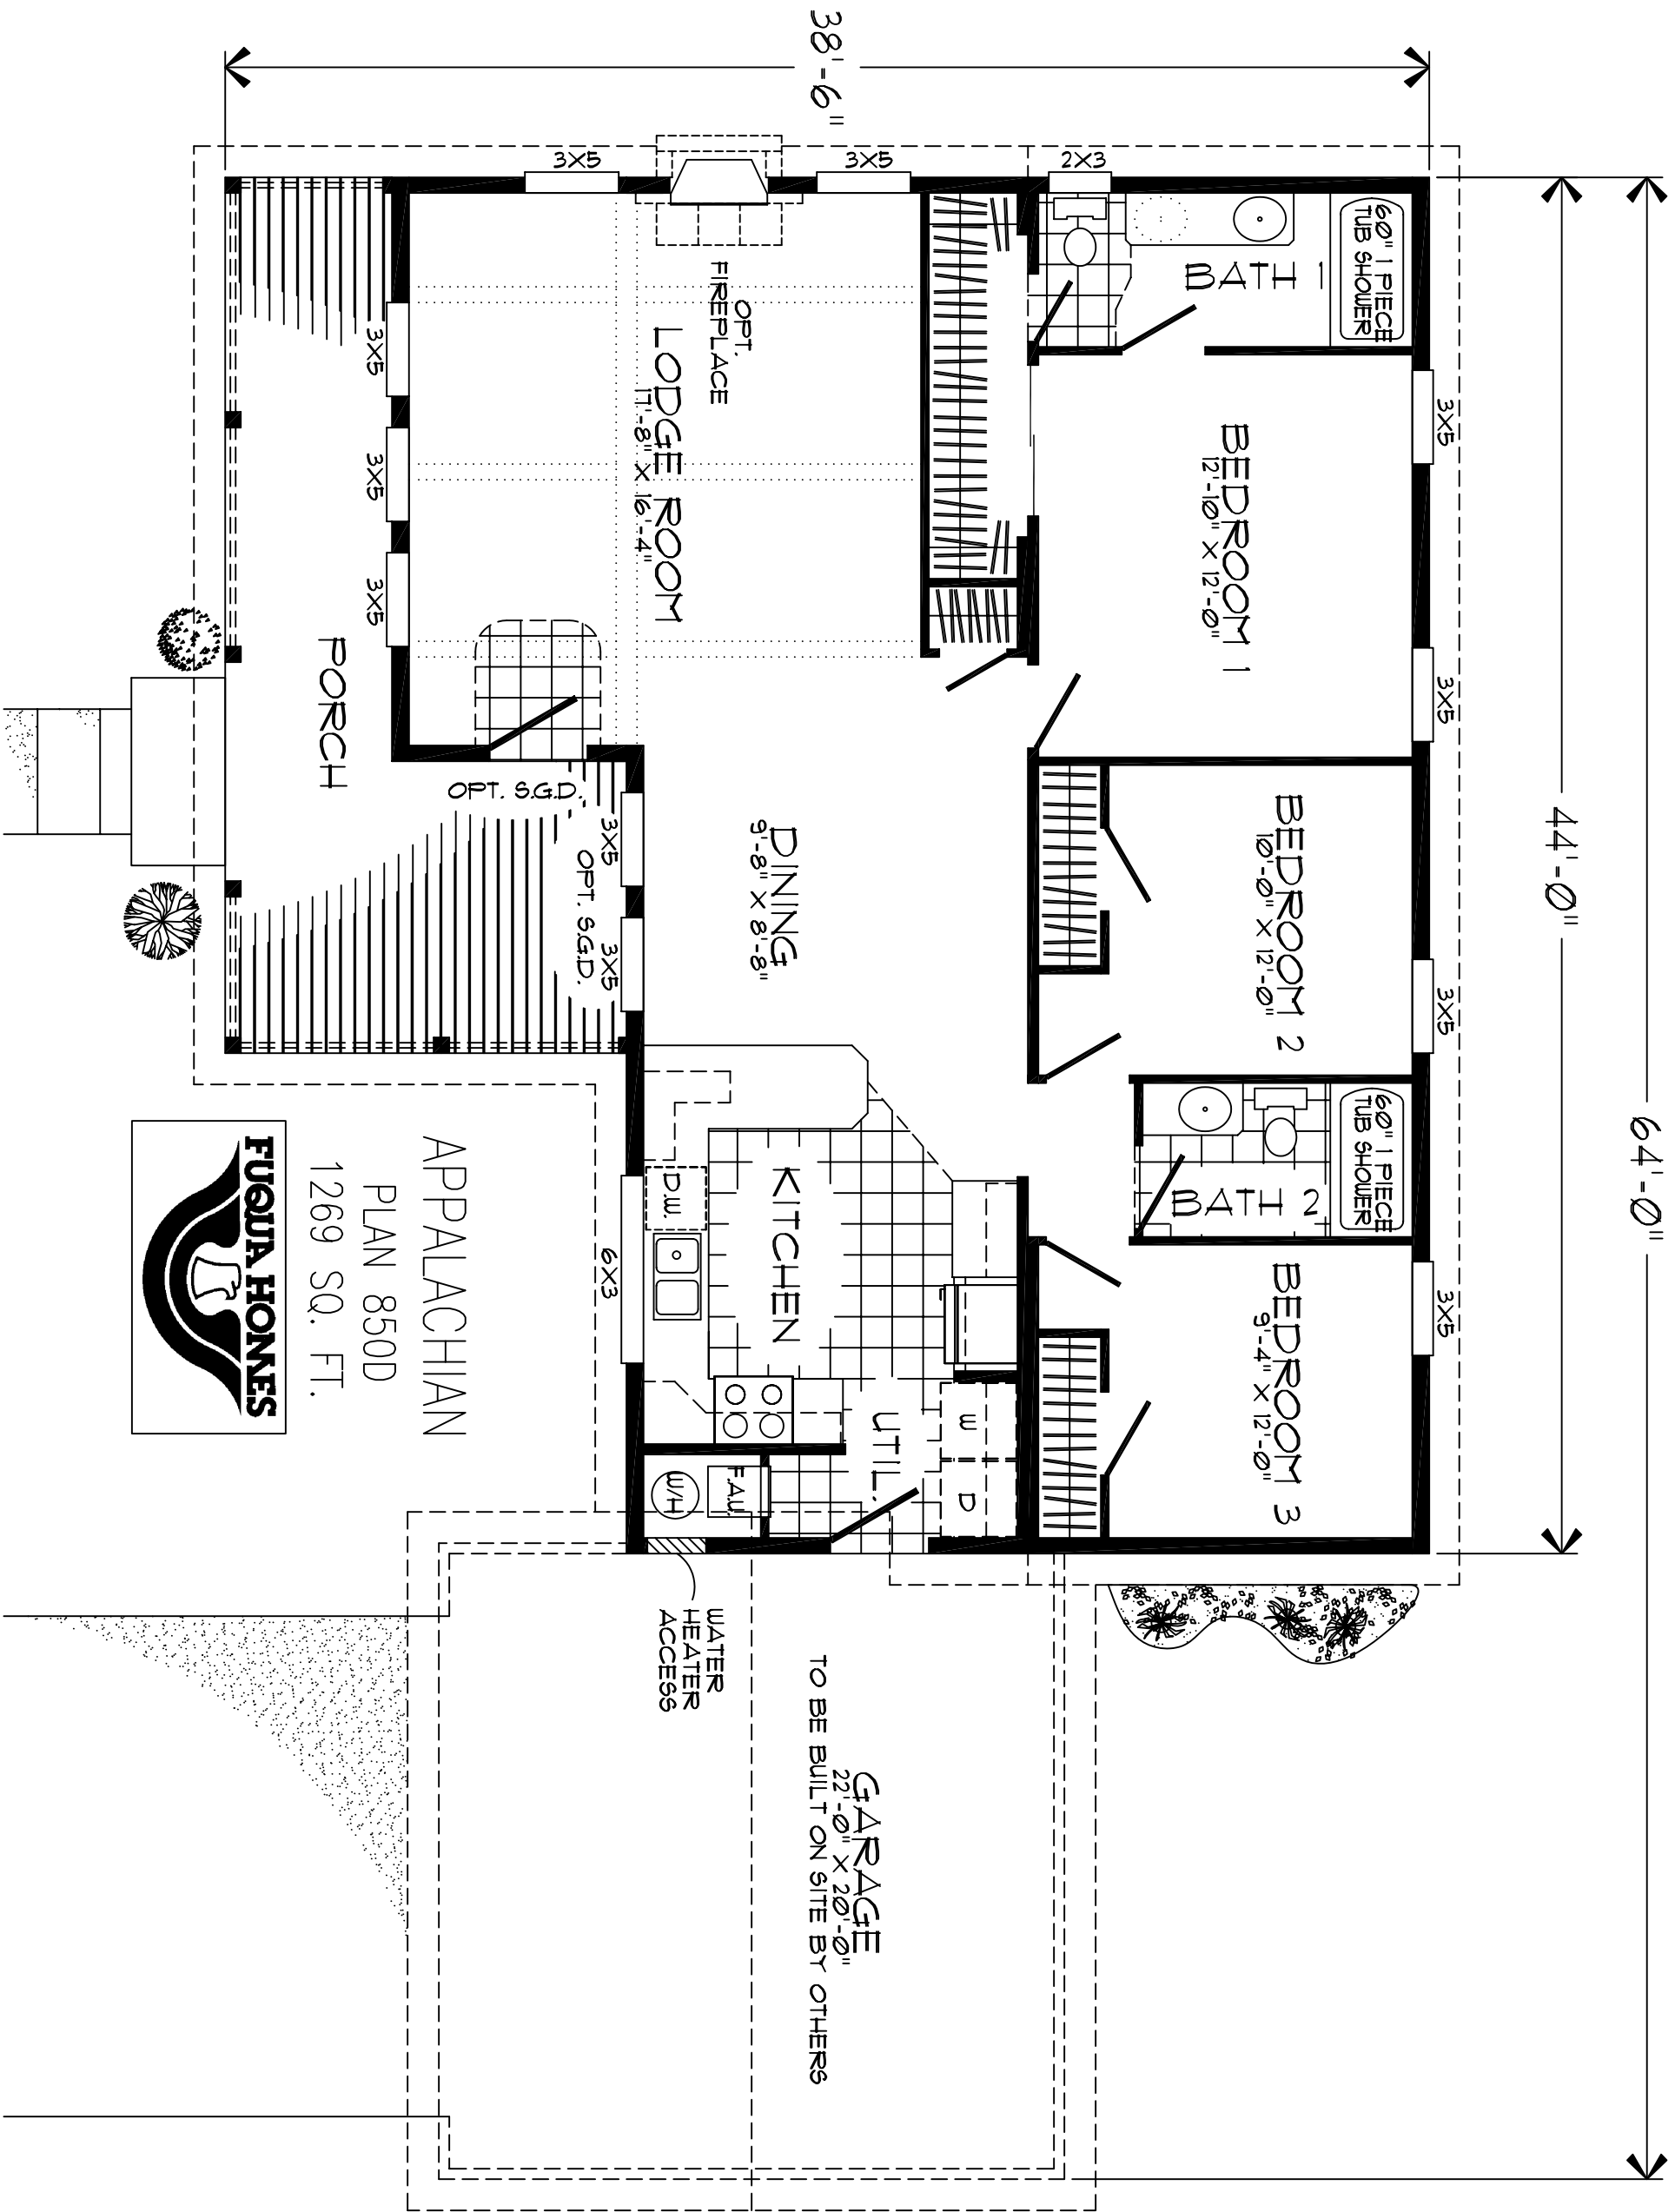 64'-0"
44'-0"
38'-6"
3X5
3X5
3X5
3X5
60" 1 PIECE
TUB SHOWER
BATH 1
BEDROOM 1
12'-10" X 12'-0"
BEDROOM 2
10'-0" X 12'-0"
60" 1 PIECE
TUB SHOWER
BATH 2
BEDROOM 3
9'-4" X 12'-0"
2X3
3X5
3X5
OPT.
FIREPLACE
LODGE ROOM
17'-8" X 16'-4"
DINING
9'-8" X 8'-8"
KITCHEN
UTIL.
W
D
D.W.
F.A.U.
W/H
6X3
GARAGE
22'-0" X 20'-0"
TO BE BUILT ON SITE BY OTHERS
WATER
HEATER
ACCESS
3X5
3X5
OPT. S.G.D.
OPT. S.G.D.
3X5
3X5
3X5
PORCH
APPALACHIAN
PLAN 850D
1269 SQ. FT.
FUQUA HOMES